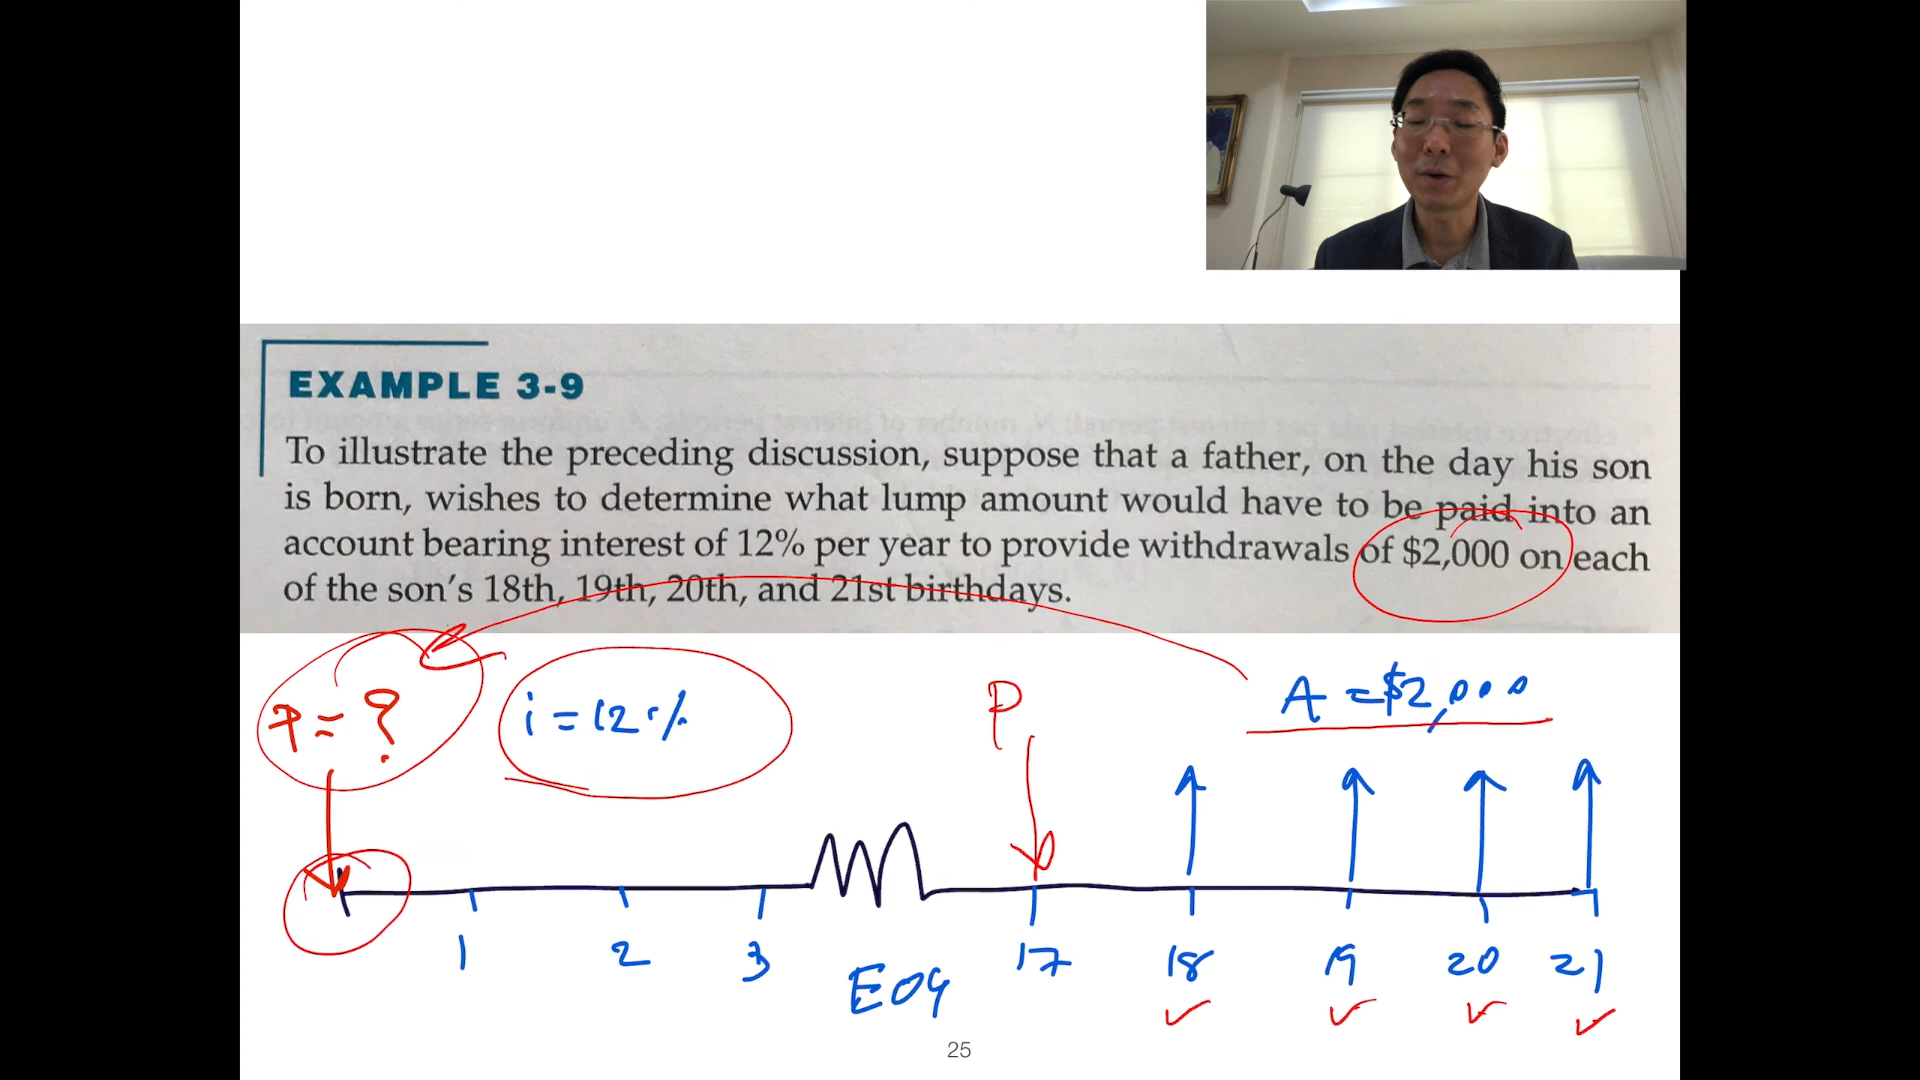 EXAMPLE 3-9
To illustrate the preceding discussion, suppose that a father, on the day his son
is born, wishes to determine what lump amount would have to be paid into an
account bearing interest of 12% per year to provide withdrawals of $2,000 on each
of the son's 18th, 19th, 20th, and 21st birthdays.
P = ?
i = 12%
P
A = $2,000
1 2 3 17 18 19 20 21
EOY
25